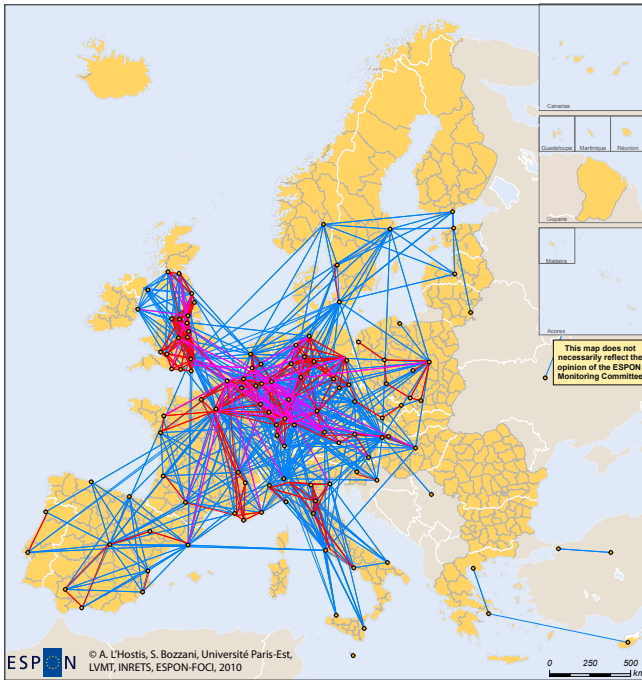 Canarias
Guadeloupe Martinique Réunion
Guyane
Madeira
Acores
This map does not
necessarily reflect the
opinion of the ESPON
Monitoring Committee
ESPON
© A. L'Hostis, S. Bozzani, Université Paris-Est,
LVMT, INRETS, ESPON-FOCI, 2010
0 250 500
km